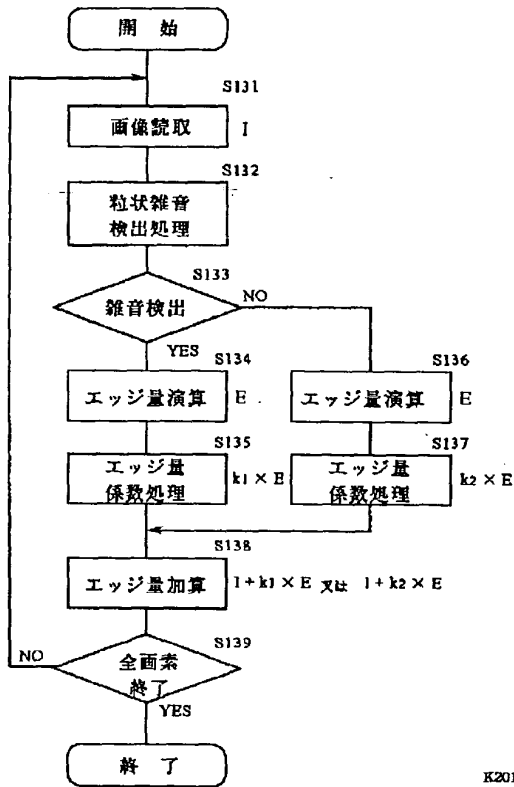 開 始
S131
画像読取 I
S132
粒状雑音
検出処理
S133
雑音検出
NO
YES
S134
エッジ量演算 E
S136
エッジ量演算 E
S135
エッジ量
係数処理
k1 × E
S137
エッジ量
係数処理
k2 × E
S138
エッジ量加算 I+k1×E 又は I+k2×E
S139
全画素
終了
NO
YES
終 了
K201